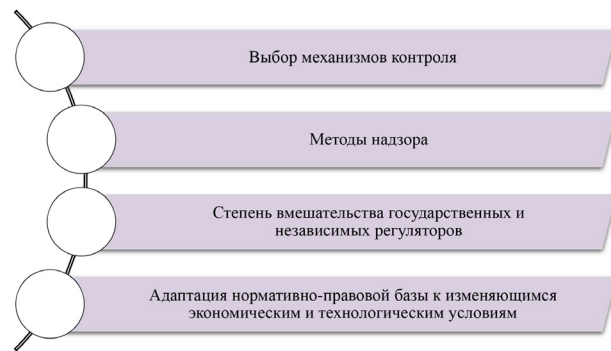 Выбор механизмов контроля
Методы надзора
Степень вмешательства государственных и
независимых регуляторов
Адаптация нормативно-правовой базы к изменяющимся
экономическим и технологическим условиям